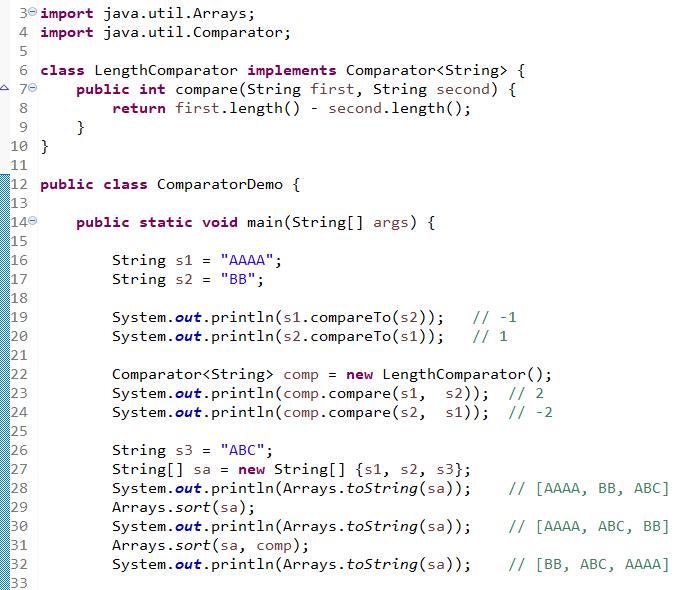 3 import java.util.Arrays;
4 import java.util.Comparator;
5
6 class LengthComparator implements Comparator<String> {
7     public int compare(String first, String second) {
8         return first.length() - second.length();
9     }
10 }
11
12 public class ComparatorDemo {
13
14     public static void main(String[] args) {
15
16         String s1 = "AAAA";
17         String s2 = "BB";
18
19         System.out.println(s1.compareTo(s2));   // -1
20         System.out.println(s2.compareTo(s1));   // 1
21
22         Comparator<String> comp = new LengthComparator();
23         System.out.println(comp.compare(s1,  s2));  // 2
24         System.out.println(comp.compare(s2,  s1));  // -2
25
26         String s3 = "ABC";
27         String[] sa = new String[] {s1, s2, s3};
28         System.out.println(Arrays.toString(sa));    // [AAAA, BB, ABC]
29         Arrays.sort(sa);
30         System.out.println(Arrays.toString(sa));    // [AAAA, ABC, BB]
31         Arrays.sort(sa, comp);
32         System.out.println(Arrays.toString(sa));    // [BB, ABC, AAAA]
33